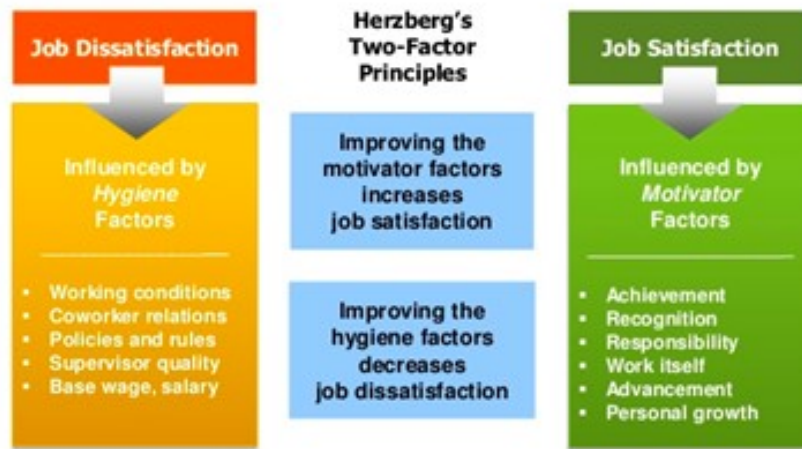 Job Dissatisfaction
Influenced by
Hygiene
Factors
▪ Working conditions
▪ Coworker relations
▪ Policies and rules
▪ Supervisor quality
▪ Base wage, salary
Herzberg's
Two-Factor
Principles
Improving the
motivator factors
increases
job satisfaction
Improving the
hygiene factors
decreases
job dissatisfaction
Job Satisfaction
Influenced by
Motivator
Factors
▪ Achievement
▪ Recognition
▪ Responsibility
▪ Work itself
▪ Advancement
▪ Personal growth